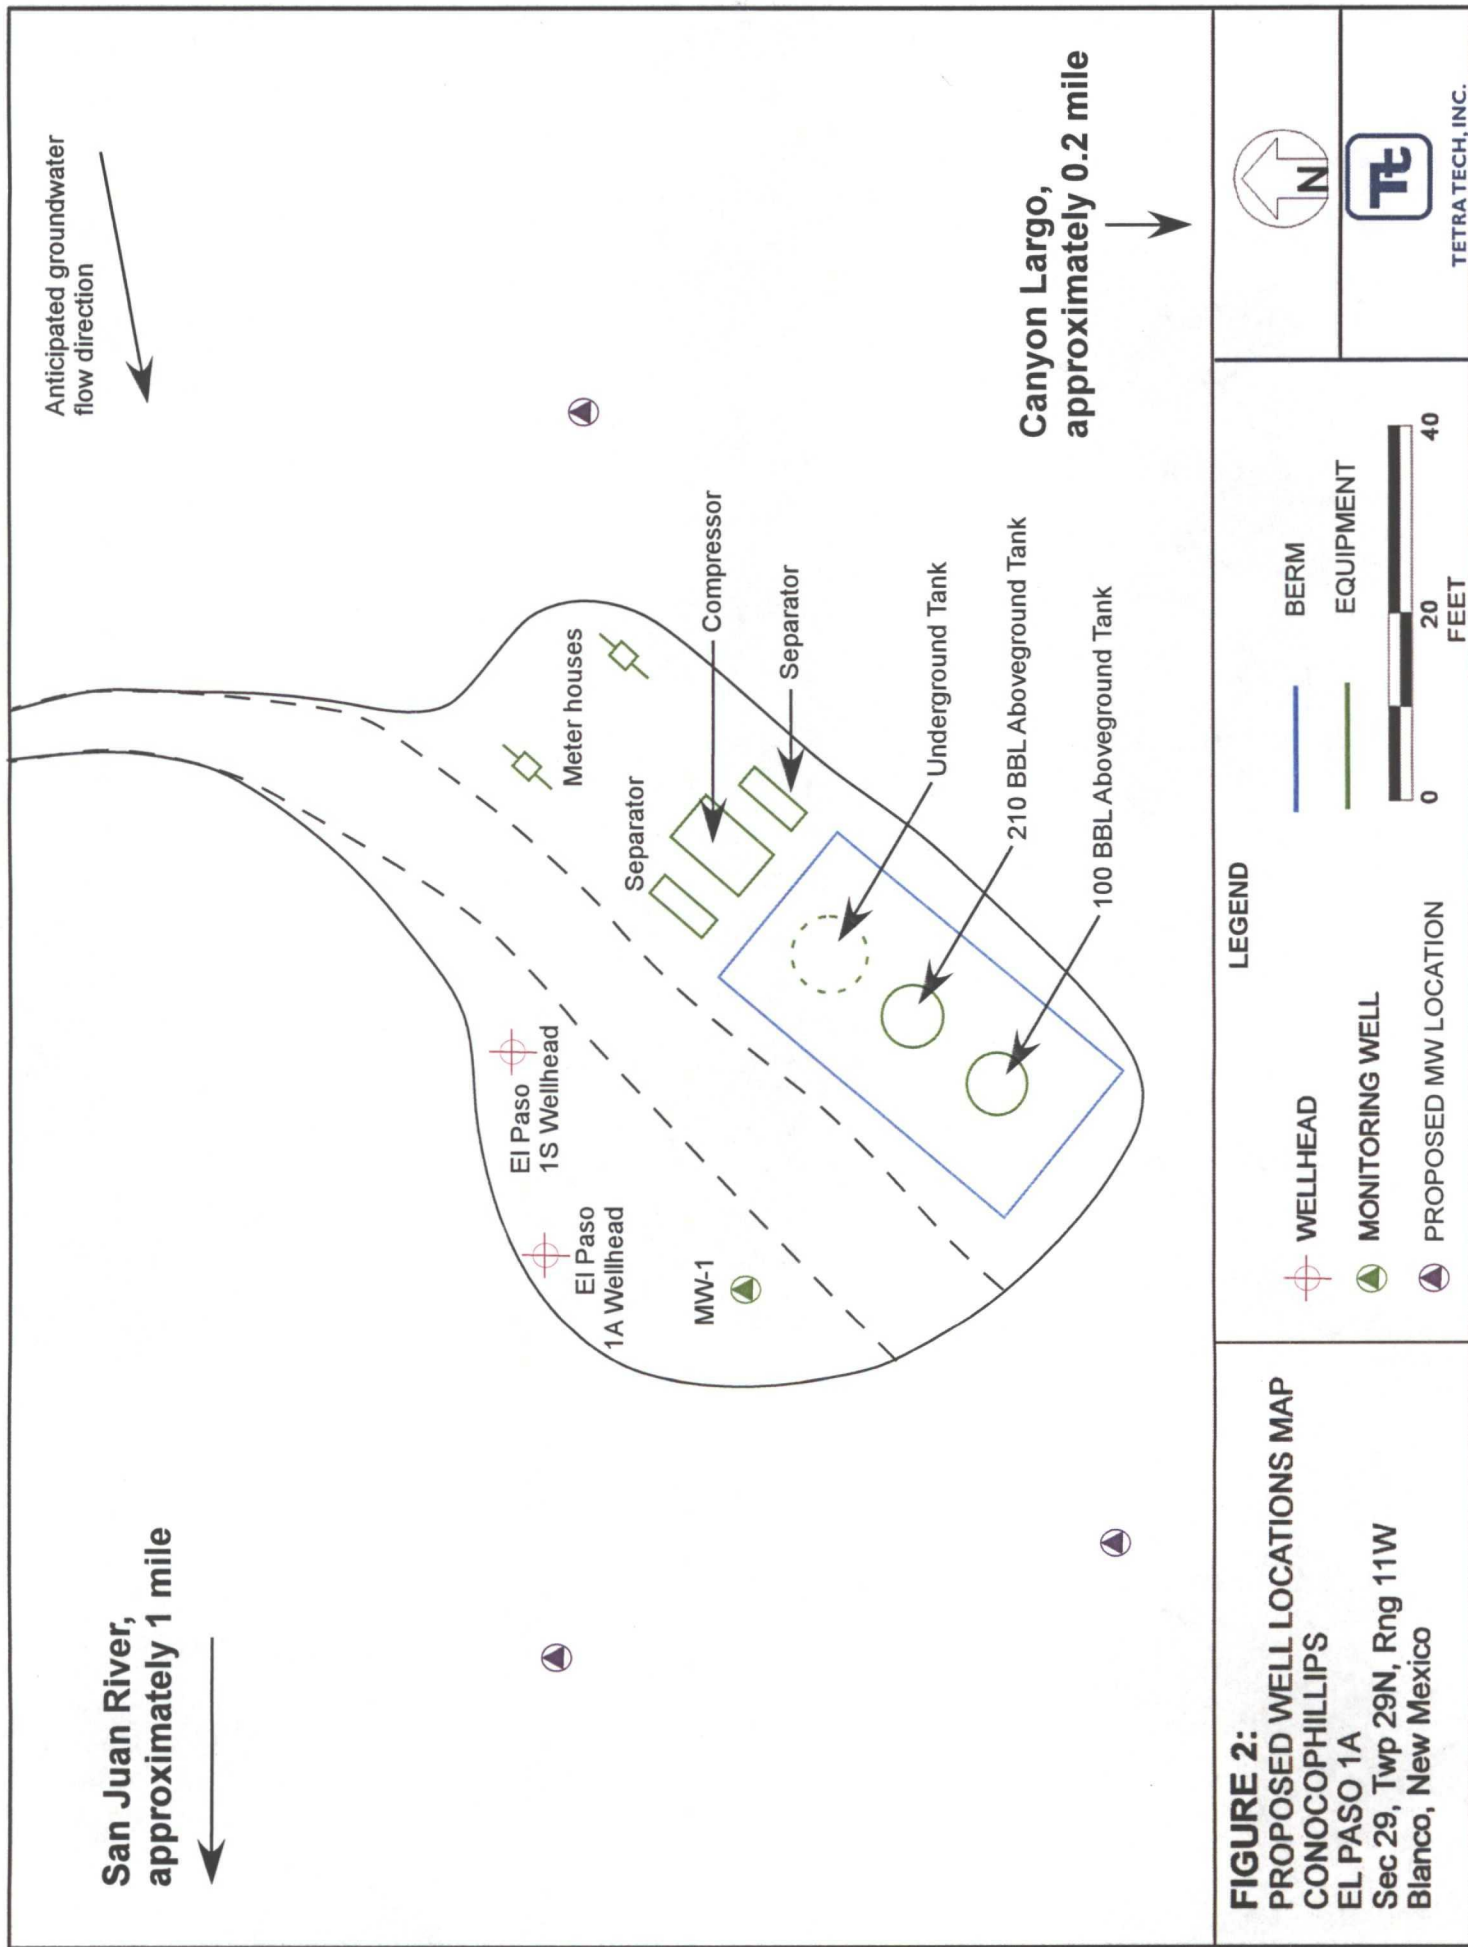 San Juan River,
approximately 1 mile
Anticipated groundwater
flow direction
El Paso
1S Wellhead
El Paso
1A Wellhead
MW-1
Meter houses
Separator
Compressor
Separator
Underground Tank
210 BBL Aboveground Tank
100 BBL Aboveground Tank
Canyon Largo,
approximately 0.2 mile
FIGURE 2:
PROPOSED WELL LOCATIONS MAP
CONOCOPHILLIPS
EL PASO 1A
Sec 29, Twp 29N, Rng 11W
Blanco, New Mexico
LEGEND
WELLHEAD
MONITORING WELL
PROPOSED MW LOCATION
BERM
EQUIPMENT
0 20 40
FEET
N
Tt
TETRA TECH, INC.